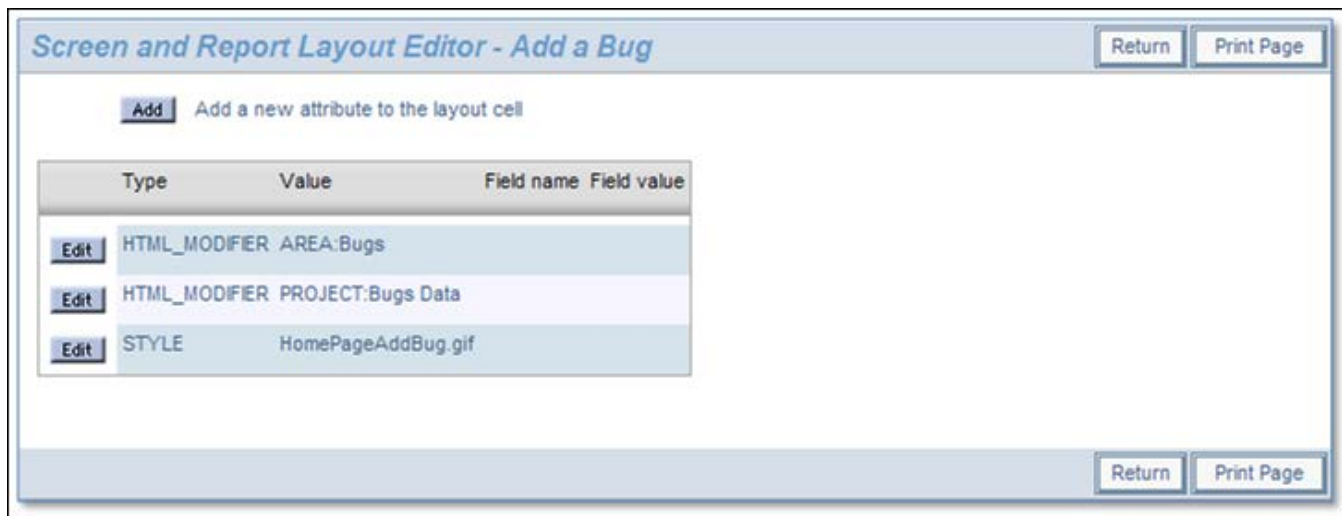 Screen and Report Layout Editor - Add a Bug
Return Print Page
Add Add a new attribute to the layout cell
Type Value Field name Field value
Edit HTML_MODIFIER AREA:Bugs
Edit HTML_MODIFIER PROJECT:Bugs Data
Edit STYLE HomePageAddBug.gif
Return Print Page